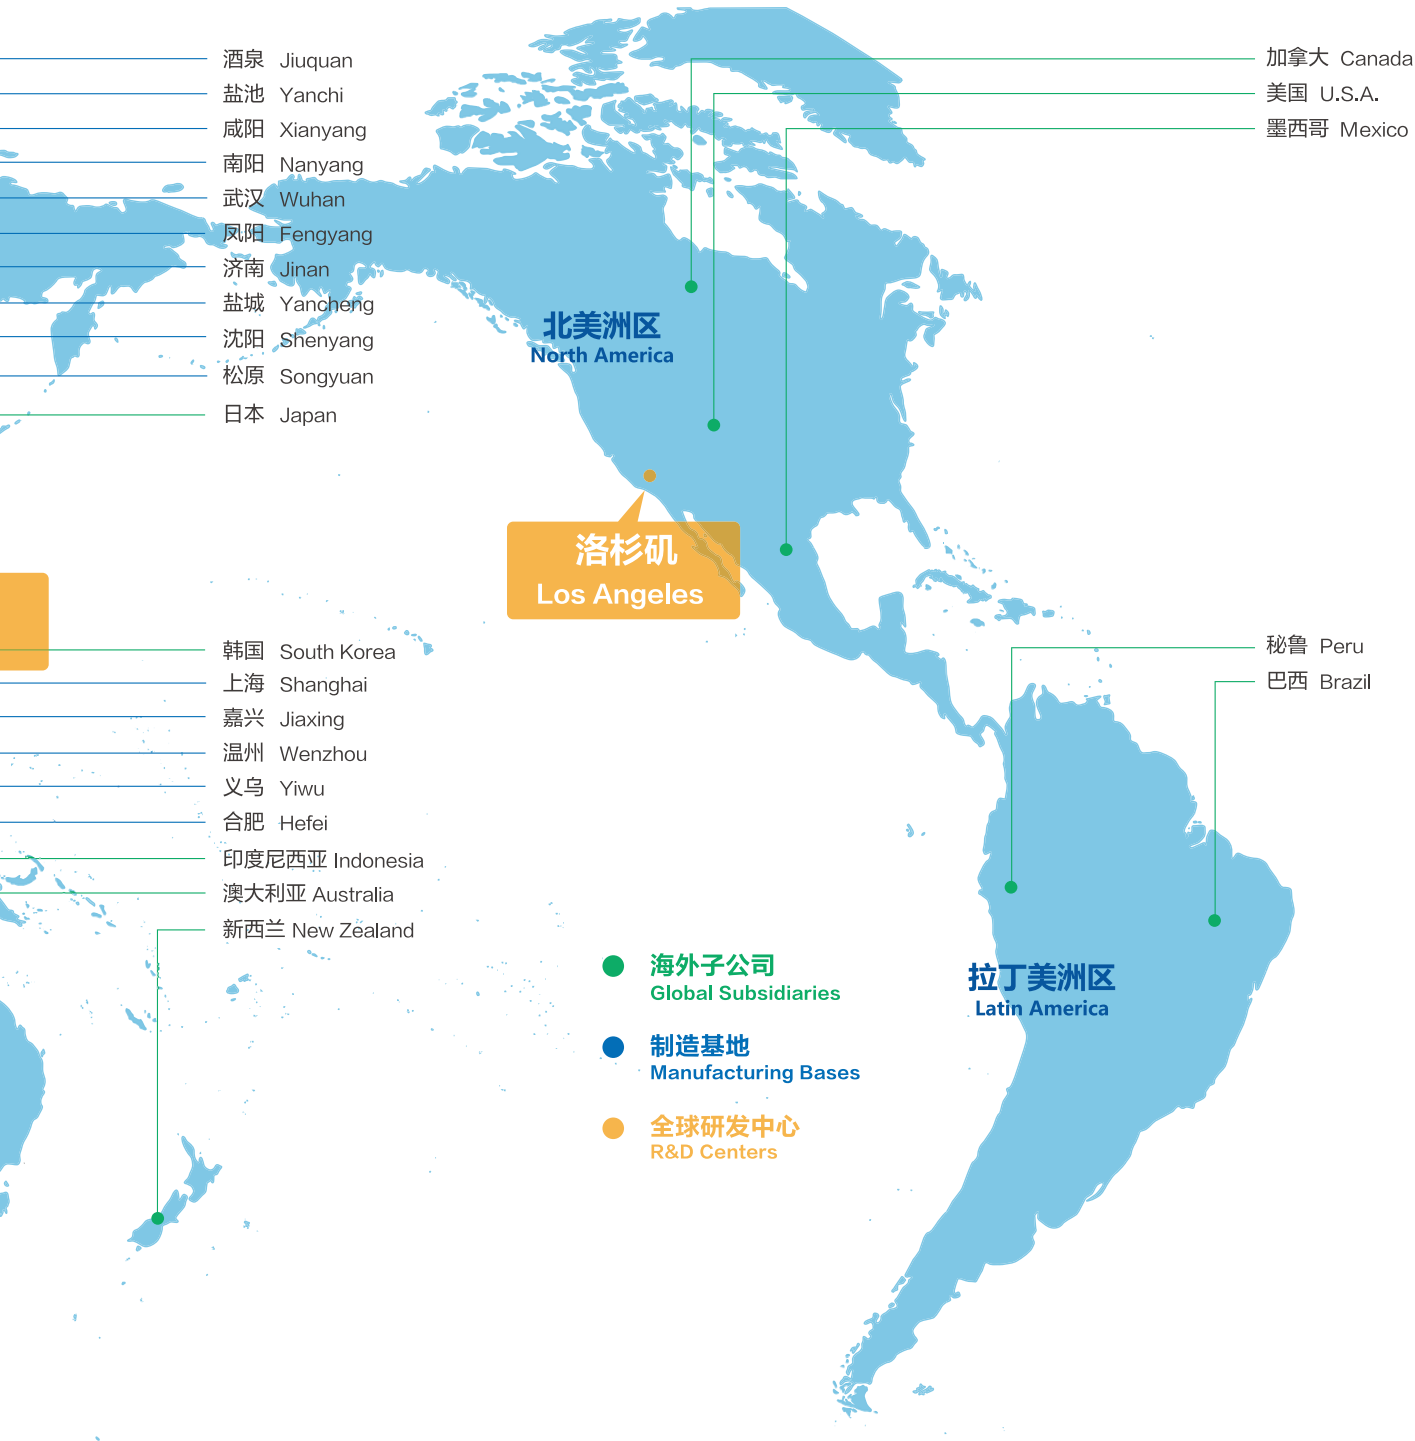 酒泉 Jiuquan
盐池 Yanchi
咸阳 Xianyang
南阳 Nanyang
武汉 Wuhan
凤阳 Fengyang
济南 Jinan
盐城 Yancheng
沈阳 Shenyang
松原 Songyuan
日本 Japan
加拿大 Canada
美国 U.S.A.
墨西哥 Mexico
北美洲区
North America
洛杉矶
Los Angeles
韩国 South Korea
上海 Shanghai
嘉兴 Jiaxing
温州 Wenzhou
义乌 Yiwu
合肥 Hefei
印度尼西亚 Indonesia
澳大利亚 Australia
新西兰 New Zealand
秘鲁 Peru
巴西 Brazil
拉丁美洲区
Latin America
海外子公司
Global Subsidiaries
制造基地
Manufacturing Bases
全球研发中心
R&D Centers